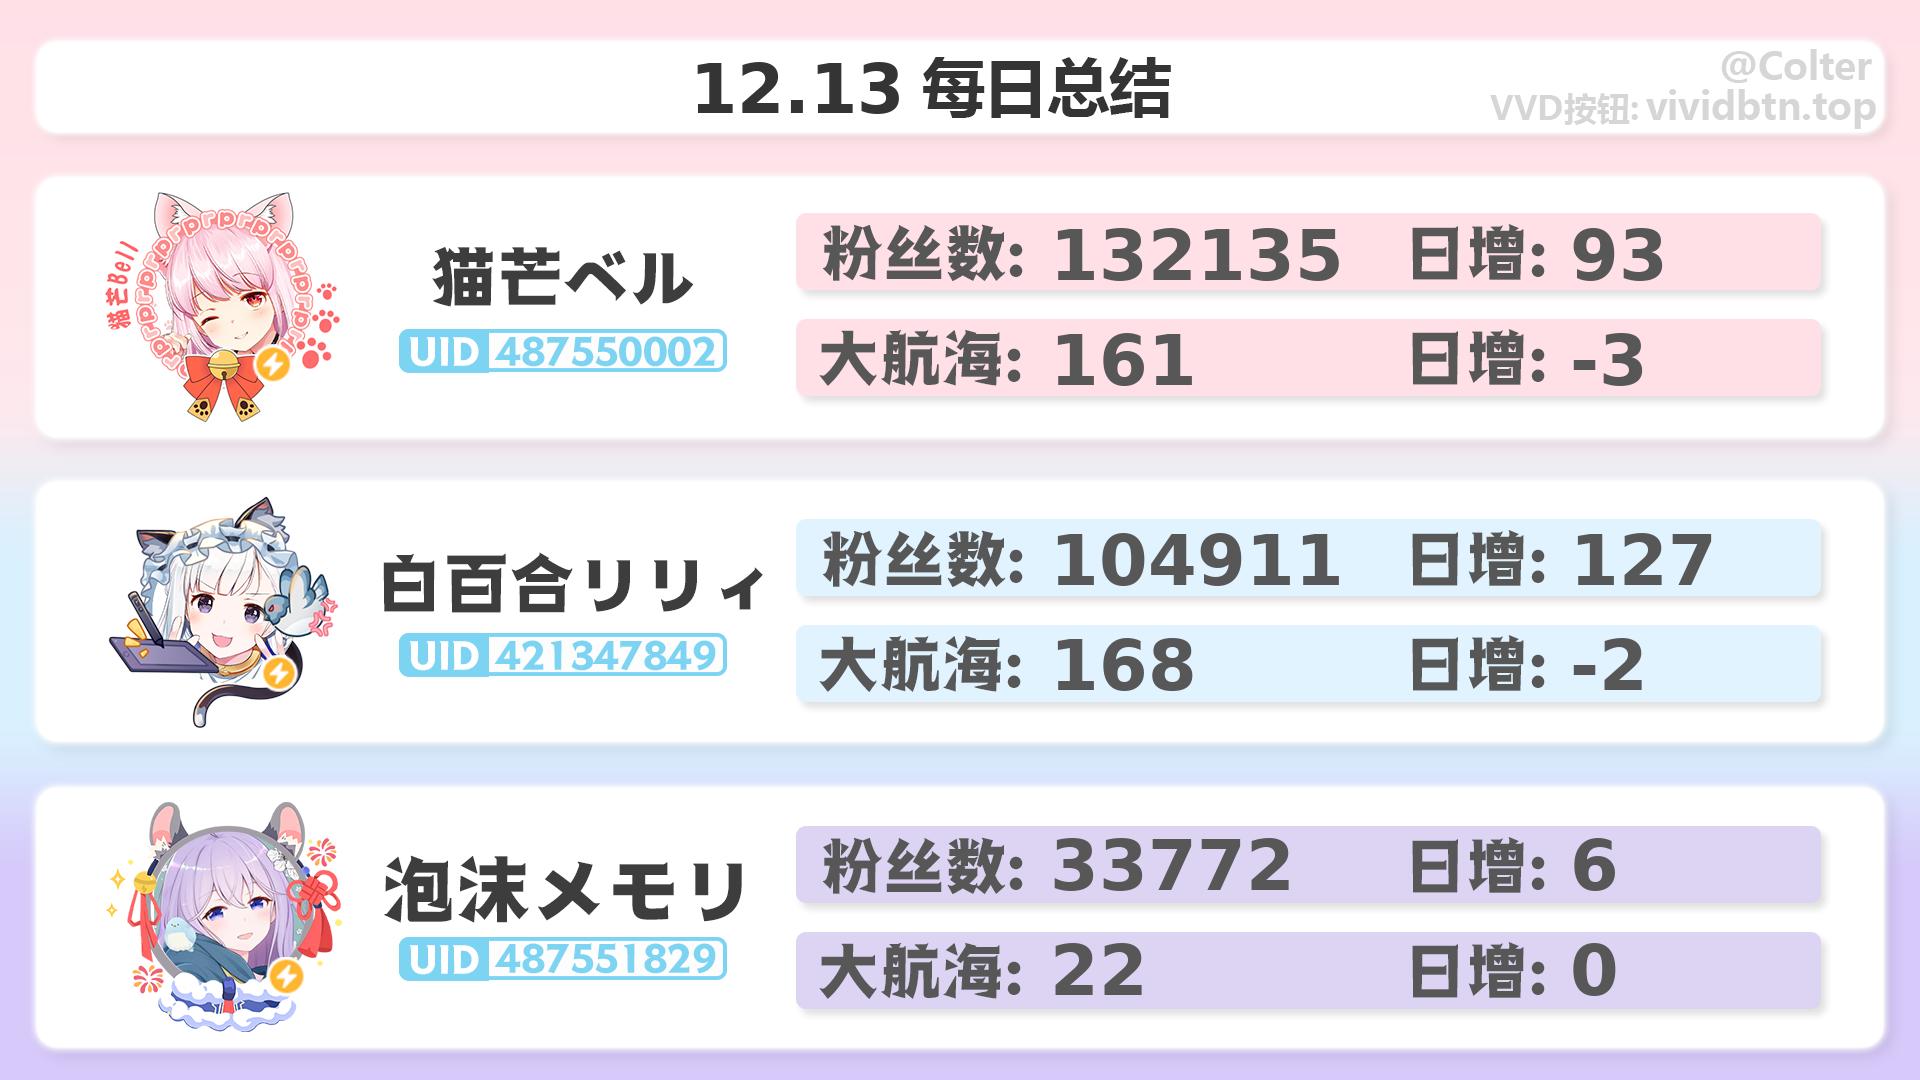 12.13 每日总结
@Colter
VVD按钮: vividbtn.top
猫芒Bell
rprprprprprprprprpr
猫芒ベル
UID 487550002
粉丝数: 132135 日增: 93
大航海: 161 日增: -3
白百合リリィ
UID 421347849
粉丝数: 104911 日增: 127
大航海: 168 日增: -2
泡沫メモリ
UID 487551829
粉丝数: 33772 日增: 6
大航海: 22 日增: 0